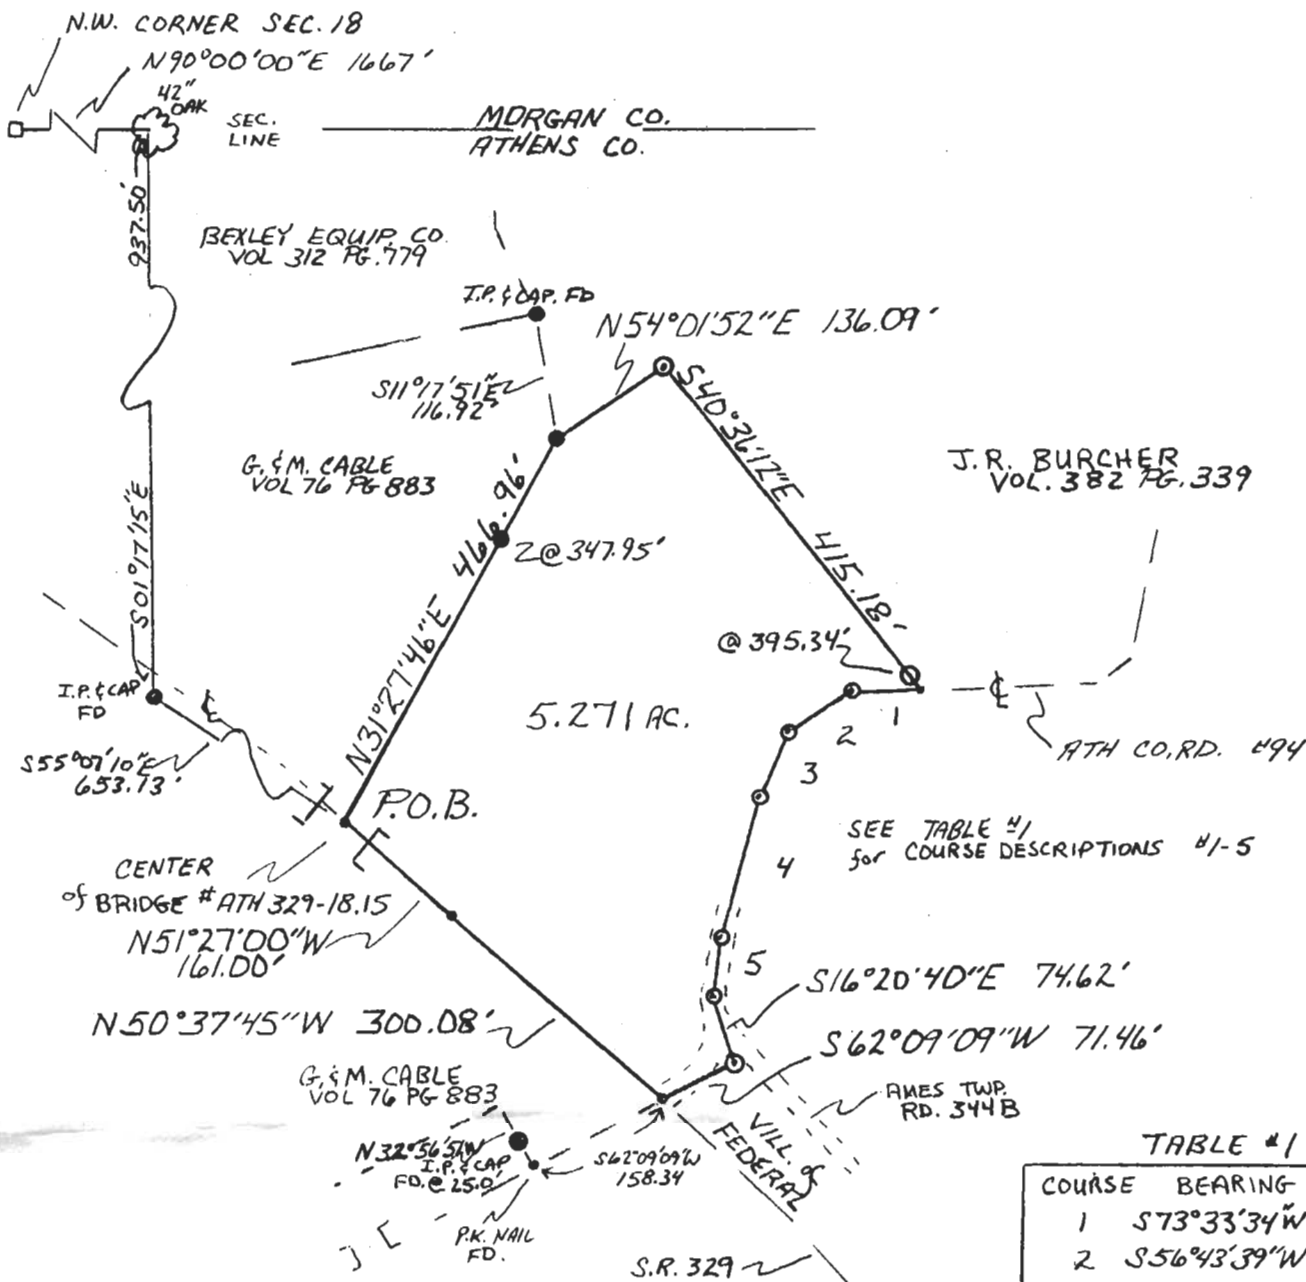 N.W. CORNER SEC. 18
N90°00'00"E 1667'
42"
OAK
SEC.
LINE
MORGAN CO.
ATHENS CO.
937.50'
BEXLEY EQUIP. CO.
VOL 312 PG. 779
I.P. & CAP. FD
N54°01'52"E 136.09'
S11°17'51"E
116.92'
S40°36'12"E 415.18'
G. & M. CABLE
VOL 76 PG 883
J.R. BURCHER
VOL. 382 PG. 339
N31°27'46"E 466.96'
2@347.95'
S01°17'15"E
@395.34'
I.P. & CAP
FD
℄
5.271 AC.
1
2
3
4
5
℄
ATH CO. RD. #94
S55°07'10"E
653.73'
P.O.B.
SEE TABLE #1
for COURSE DESCRIPTIONS #1-5
CENTER
of BRIDGE # ATH 329-18.15
N51°27'00"W
161.00'
S16°20'40"E 74.62'
N50°37'45"W 300.08'
S62°09'09"W 71.46'
G. & M. CABLE
VOL 76 PG 883
AMES TWP.
RD. 344B
VILL. of
FEDERAL
I.P. & CAP
FD. @ 25.0'
S62°09'09"W
158.34
P.K. NAIL
FD.
S.R. 329
TABLE #1
COURSE BEARING
1 S73°33'34"W
2 S56°43'39"W